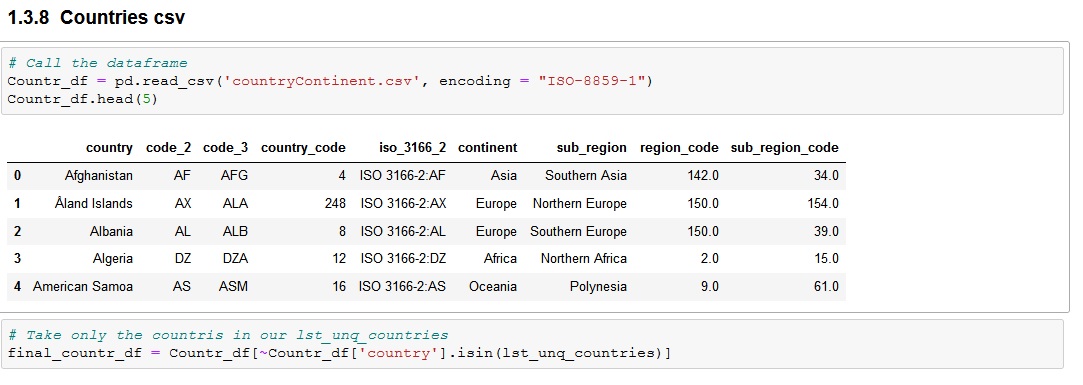 1.3.8 Countries csv
# Call the dataframe
Countr_df = pd.read_csv('countryContinent.csv', encoding = "ISO-8859-1")
Countr_df.head(5)
country code_2 code_3 country_code iso_3166_2 continent sub_region region_code sub_region_code
0 Afghanistan AF AFG 4 ISO 3166-2:AF Asia Southern Asia 142.0 34.0
1 Åland Islands AX ALA 248 ISO 3166-2:AX Europe Northern Europe 150.0 154.0
2 Albania AL ALB 8 ISO 3166-2:AL Europe Southern Europe 150.0 39.0
3 Algeria DZ DZA 12 ISO 3166-2:DZ Africa Northern Africa 2.0 15.0
4 American Samoa AS ASM 16 ISO 3166-2:AS Oceania Polynesia 9.0 61.0
# Take only the countris in our lst_unq_countries
final_countr_df = Countr_df[~Countr_df['country'].isin(lst_unq_countries)]